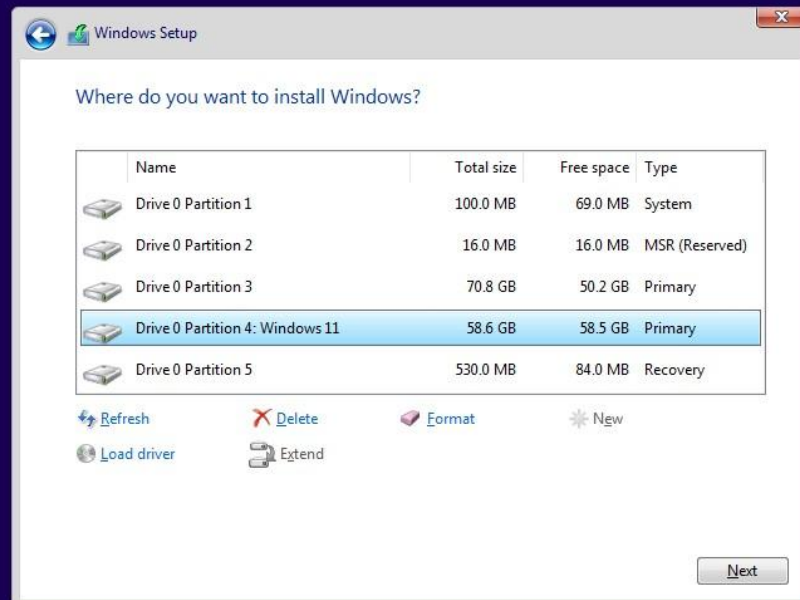 Windows Setup
Where do you want to install Windows?
Name Total size Free space Type
Drive 0 Partition 1 100.0 MB 69.0 MB System
Drive 0 Partition 2 16.0 MB 16.0 MB MSR (Reserved)
Drive 0 Partition 3 70.8 GB 50.2 GB Primary
Drive 0 Partition 4: Windows 11 58.6 GB 58.5 GB Primary
Drive 0 Partition 5 530.0 MB 84.0 MB Recovery
Refresh Delete Format New
Load driver Extend
Next